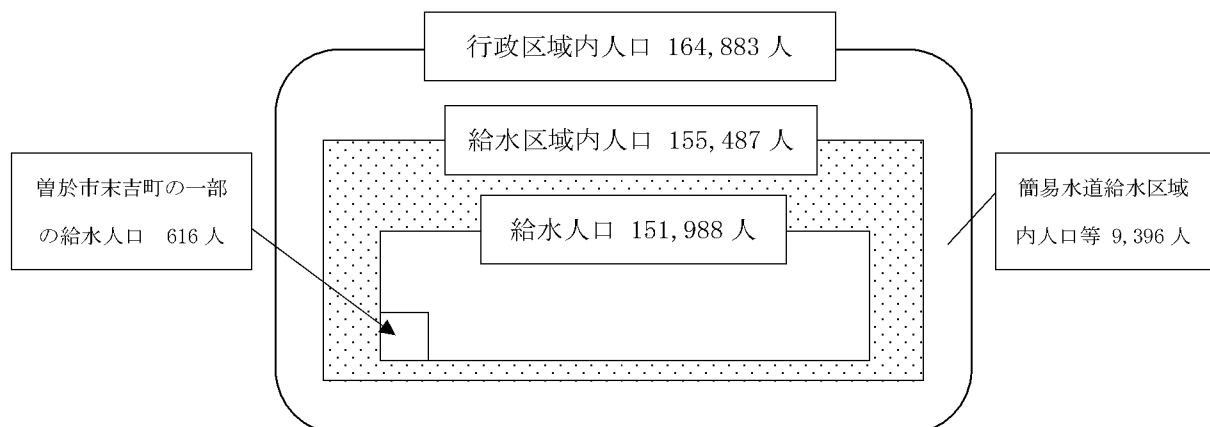 行政区域内人口 164,883 人
給水区域内人口 155,487 人
曽於市末吉町の一部
の給水人口 616 人
給水人口 151,988 人
簡易水道給水区域
内人口等 9,396 人